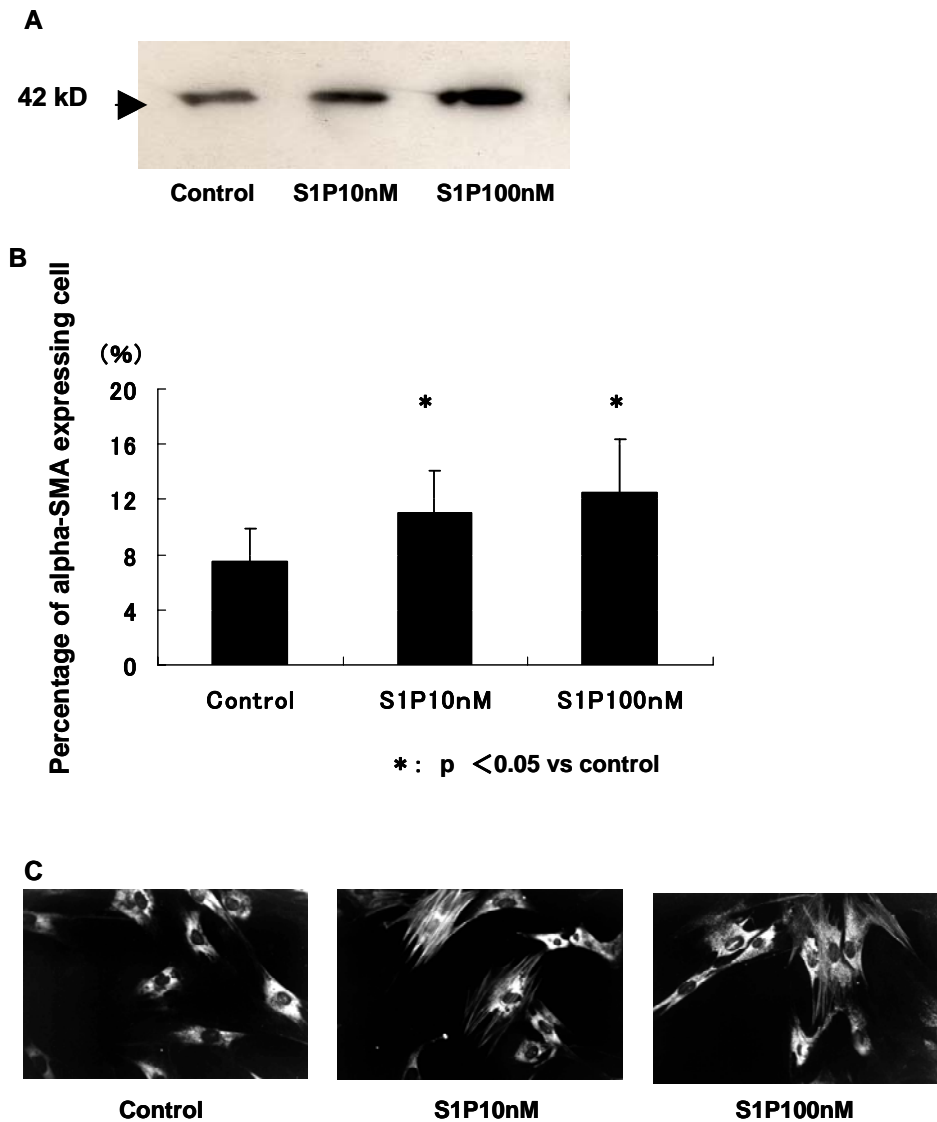 A
42 kD
Control S1P10nM S1P100nM
B
Percentage of alpha-SMA expressing cell
(%)
20
16
12
8
4
0
* *
Control S1P10nM S1P100nM
*: p <0.05 vs control
C
Control S1P10nM S1P100nM